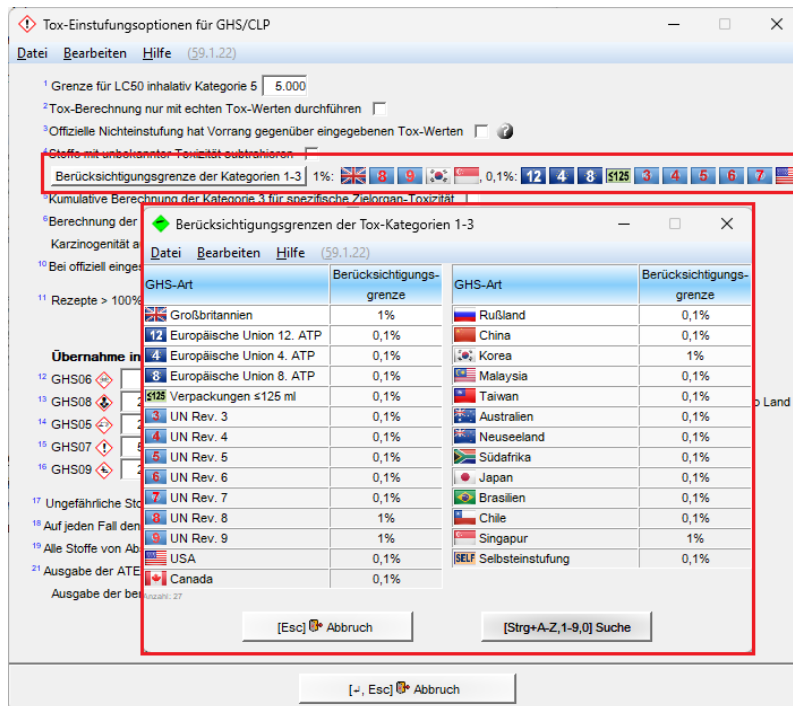 Tox-Einstufungsoptionen für GHS/CLP
Datei Bearbeiten Hilfe (59.1.22)
1 Grenze für LC50 inhalativ Kategorie 5 5.000
2 Tox-Berechnung nur mit echten Tox-Werten durchführen
3 Offizielle Nichteinstufung hat Vorrang gegenüber eingegebenen Tox-Werten ?
4 Stoffe mit unbekannter Toxizität subtrahieren
Berücksichtigungsgrenze der Kategorien 1-3 1%: 8 9 , 0,1%: 12 4 8 ≤125 3 4 5 6 7
5 Kumulative Berechnung der Kategorie 3 für spezifische Zielorgan-Toxizität
6 Berechnung der
Karzinogenität
10 Bei offiziell
11 Rezepte > 100%
Übernahme in
12 GHS06
13 GHS08 2 Land
14 GHS05 2
15 GHS07 5
16 GHS09 2
17 Ungefährliche
18 Auf jeden Fall den
19 Alle Stoffe von
21 Ausgabe der ATE
Ausgabe der
Berücksichtigungsgrenzen der Tox-Kategorien 1-3
Datei Bearbeiten Hilfe (59.1.22)
GHS-Art Berücksichtigungs-grenze GHS-Art Berücksichtigungs-grenze
Großbritannien 1% Rußland 0,1%
12 Europäische Union 12. ATP 0,1% China 0,1%
4 Europäische Union 4. ATP 0,1% Korea 1%
8 Europäische Union 8. ATP 0,1% Malaysia 0,1%
≤125 Verpackungen ≤125 ml 0,1% Taiwan 0,1%
3 UN Rev. 3 0,1% Australien 0,1%
4 UN Rev. 4 0,1% Neuseeland 0,1%
5 UN Rev. 5 0,1% Südafrika 0,1%
6 UN Rev. 6 0,1% Japan 0,1%
7 UN Rev. 7 0,1% Brasilien 0,1%
8 UN Rev. 8 1% Chile 0,1%
9 UN Rev. 9 1% Singapur 1%
USA 0,1% SELF Selbsteinstufung 0,1%
Canada 0,1%
Anzahl: 27
[Esc] Abbruch [Strg+A-Z,1-9,0] Suche
[↵, Esc] Abbruch